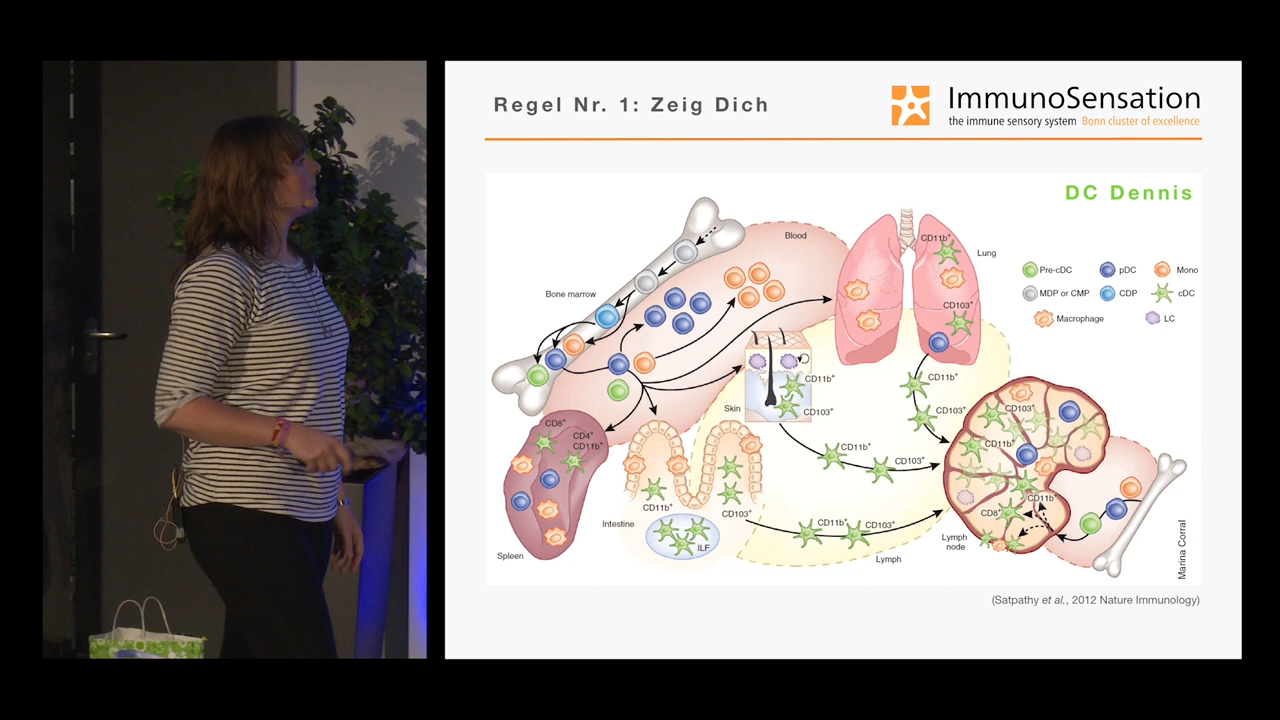 Regel Nr. 1: Zeig Dich
ImmunoSensation
the immune sensory system Bonn cluster of excellence
DC Dennis
Blood
CD11b+
Lung
Bone marrow
CD103+
Pre-cDC
pDC
Mono
MDP or CMP
CDP
cDC
Macrophage
LC
Skin
CD11b+
CD103+
CD11b+
CD103+
CD8+
CD4+
CD11b+
CD11b+
CD103+
CD103+
CD11b+
CD11b+
CD8+
CD11b+
CD103+
Intestine
ILF
CD11b+
CD103+
Spleen
Lymph
Lymph
node
Marina Corral
(Satpathy et al., 2012 Nature Immunology)